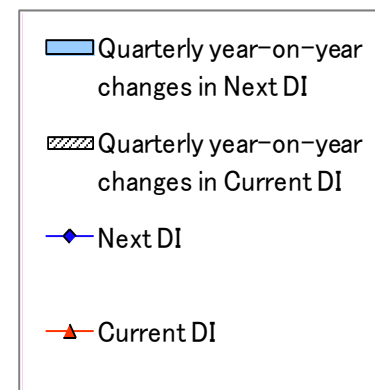 Quarterly year-on-year
changes in Next DI
Quarterly year-on-year
changes in Current DI
Next DI
Current DI